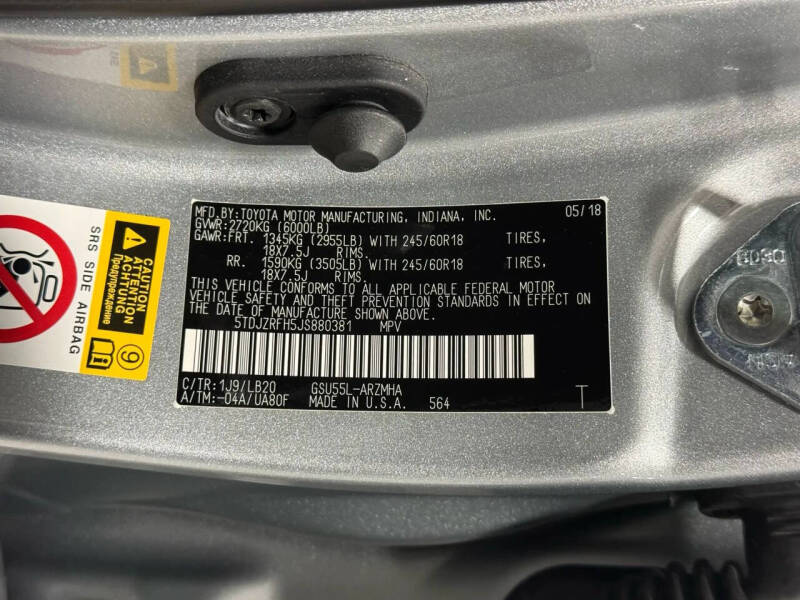 MFD.BY:TOYOTA MOTOR MANUFACTURING, INDIANA, INC. 05/18
GVWR:2720KG (6000LB)
GAWR:FRT. 1345KG (2955LB) WITH 245/60R18 TIRES,
18X7.5J RIMS.
RR. 1590KG (3505LB) WITH 245/60R18 TIRES,
18X7.5J RIMS.
THIS VEHICLE CONFORMS TO ALL APPLICABLE FEDERAL MOTOR
VEHICLE SAFETY AND THEFT PREVENTION STANDARDS IN EFFECT ON
THE DATE OF MANUFACTURE SHOWN ABOVE.
5TDJZRFH5JS880381 MPV
C/TR:1J9/LB20 GSU55L-ARZMHA
A/TM:-04A/UA80F MADE IN U.S.A. 564 T
CAUTION
ATTENTION
ACHTUNG
Предупреждение
SRS SIDE AIRBAG
9